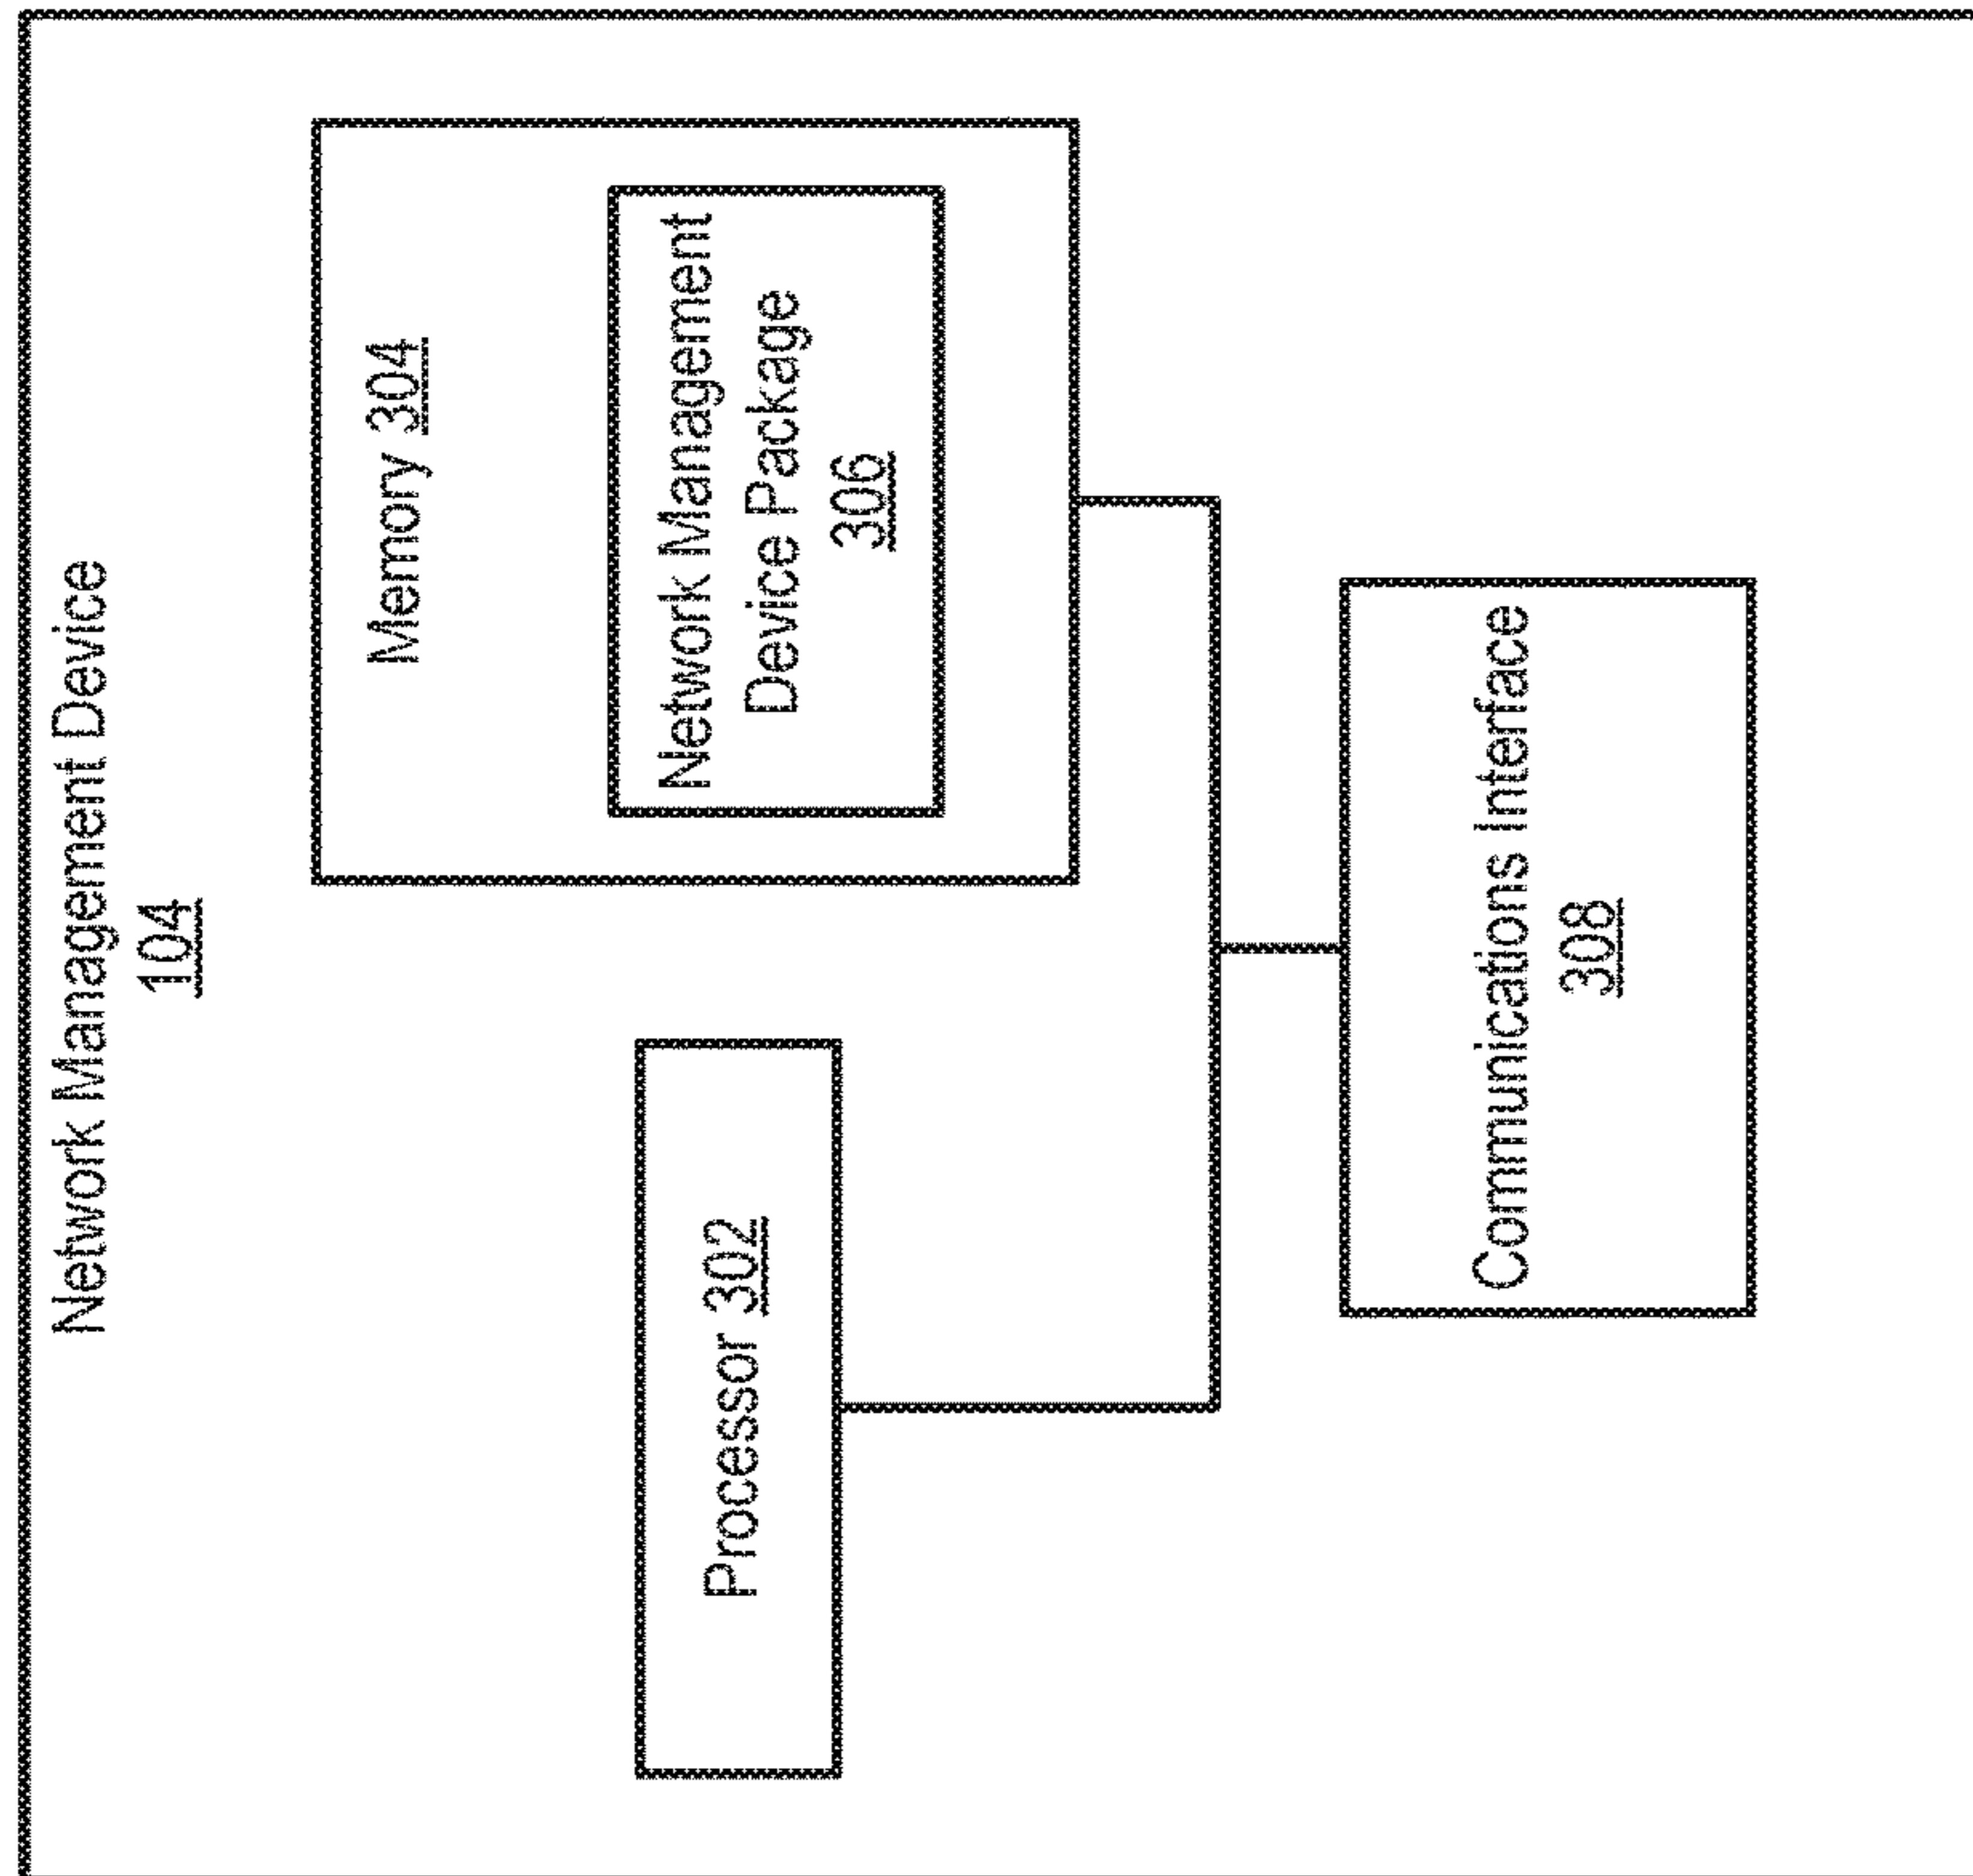 Network Management Device
104
Processor 302
Memory 304
Network Management
Device Package
306
Communications Interface
308